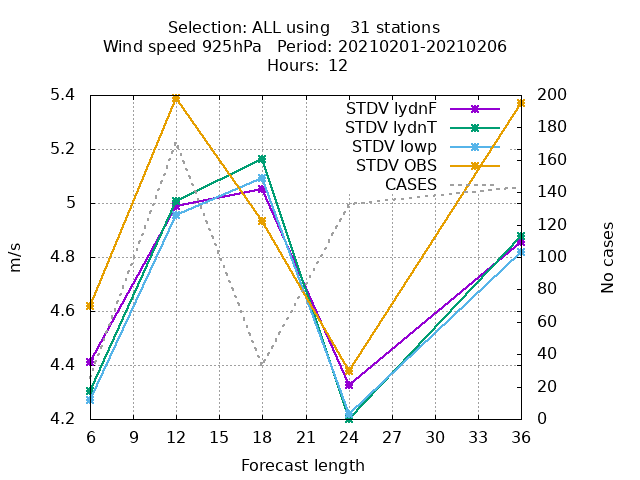 Selection: ALL using    31 stations
Wind speed 925hPa   Period: 20210201-20210206
Hours:  12
5.4
5.2
5
4.8
4.6
4.4
4.2
m/s
200
180
160
140
120
100
80
60
40
20
0
No cases
STDV IydnF
STDV IydnT
STDV lowp
STDV OBS
CASES
6 9 12 15 18 21 24 27 30 33 36
Forecast length